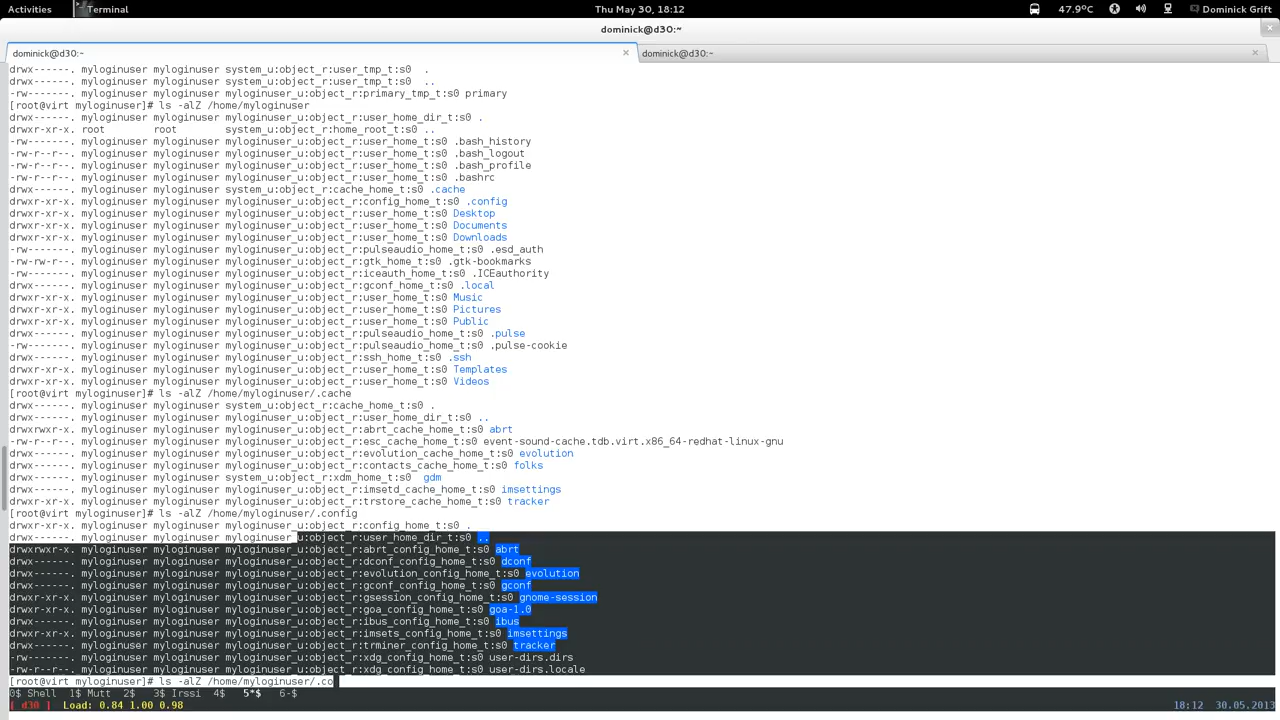 Activities Terminal Thu May 30, 18:12 47.9°C Dominick Grift
dominick@d30:~
dominick@d30:~ dominick@d30:~
drwx------. myloginuser myloginuser system_u:object_r:user_tmp_t:s0 .
drwx------. myloginuser myloginuser system_u:object_r:user_tmp_t:s0 ..
-rw-------. myloginuser myloginuser myloginuser_u:object_r:primary_tmp_t:s0 primary
[root@virt myloginuser]# ls -alZ /home/myloginuser
drwx------. myloginuser myloginuser myloginuser_u:object_r:user_home_dir_t:s0 .
drwxr-xr-x. root root system_u:object_r:home_root_t:s0 ..
-rw-------. myloginuser myloginuser myloginuser_u:object_r:user_home_t:s0 .bash_history
-rw-r--r--. myloginuser myloginuser myloginuser_u:object_r:user_home_t:s0 .bash_logout
-rw-r--r--. myloginuser myloginuser myloginuser_u:object_r:user_home_t:s0 .bash_profile
-rw-r--r--. myloginuser myloginuser myloginuser_u:object_r:user_home_t:s0 .bashrc
drwx------. myloginuser myloginuser system_u:object_r:cache_home_t:s0 .cache
drwxr-xr-x. myloginuser myloginuser myloginuser_u:object_r:config_home_t:s0 .config
drwxr-xr-x. myloginuser myloginuser myloginuser_u:object_r:user_home_t:s0 Desktop
drwxr-xr-x. myloginuser myloginuser myloginuser_u:object_r:user_home_t:s0 Documents
drwxr-xr-x. myloginuser myloginuser myloginuser_u:object_r:user_home_t:s0 Downloads
-rw-------. myloginuser myloginuser myloginuser_u:object_r:pulseaudio_home_t:s0 .esd_auth
-rw-rw-r--. myloginuser myloginuser myloginuser_u:object_r:gtk_home_t:s0 .gtk-bookmarks
-rw-------. myloginuser myloginuser myloginuser_u:object_r:iceauth_home_t:s0 .ICEauthority
drwx------. myloginuser myloginuser myloginuser_u:object_r:gconf_home_t:s0 .local
drwxr-xr-x. myloginuser myloginuser myloginuser_u:object_r:user_home_t:s0 Music
drwxr-xr-x. myloginuser myloginuser myloginuser_u:object_r:user_home_t:s0 Pictures
drwxr-xr-x. myloginuser myloginuser myloginuser_u:object_r:user_home_t:s0 Public
drwx------. myloginuser myloginuser myloginuser_u:object_r:pulseaudio_home_t:s0 .pulse
-rw-------. myloginuser myloginuser myloginuser_u:object_r:pulseaudio_home_t:s0 .pulse-cookie
drwx------. myloginuser myloginuser myloginuser_u:object_r:ssh_home_t:s0 .ssh
drwxr-xr-x. myloginuser myloginuser myloginuser_u:object_r:user_home_t:s0 Templates
drwxr-xr-x. myloginuser myloginuser myloginuser_u:object_r:user_home_t:s0 Videos
[root@virt myloginuser]# ls -alZ /home/myloginuser/.cache
drwx------. myloginuser myloginuser system_u:object_r:cache_home_t:s0 .
drwx------. myloginuser myloginuser myloginuser_u:object_r:user_home_dir_t:s0 ..
drwxrwxr-x. myloginuser myloginuser myloginuser_u:object_r:abrt_cache_home_t:s0 abrt
-rw-r--r--. myloginuser myloginuser myloginuser_u:object_r:esc_cache_home_t:s0 event-sound-cache.tdb.virt.x86_64-redhat-linux-gnu
drwx------. myloginuser myloginuser myloginuser_u:object_r:evolution_cache_home_t:s0 evolution
drwx------. myloginuser myloginuser myloginuser_u:object_r:contacts_cache_home_t:s0 folks
drwx------. myloginuser myloginuser system_u:object_r:xdm_home_t:s0 gdm
drwx------. myloginuser myloginuser myloginuser_u:object_r:imsetd_cache_home_t:s0 imsettings
drwxr-xr-x. myloginuser myloginuser myloginuser_u:object_r:trstore_cache_home_t:s0 tracker
[root@virt myloginuser]# ls -alZ /home/myloginuser/.config
drwxr-xr-x. myloginuser myloginuser myloginuser_u:object_r:config_home_t:s0 .
drwx------. myloginuser myloginuser myloginuser_u:object_r:user_home_dir_t:s0 ..
drwxrwxr-x. myloginuser myloginuser myloginuser_u:object_r:abrt_config_home_t:s0 abrt
drwx------. myloginuser myloginuser myloginuser_u:object_r:dconf_config_home_t:s0 dconf
drwx------. myloginuser myloginuser myloginuser_u:object_r:evolution_config_home_t:s0 evolution
drwx------. myloginuser myloginuser myloginuser_u:object_r:gconf_config_home_t:s0 gconf
drwx------. myloginuser myloginuser myloginuser_u:object_r:gsession_config_home_t:s0 gnome-session
drwxr-xr-x. myloginuser myloginuser myloginuser_u:object_r:goa_config_home_t:s0 goa-1.0
drwx------. myloginuser myloginuser myloginuser_u:object_r:ibus_config_home_t:s0 ibus
drwxr-xr-x. myloginuser myloginuser myloginuser_u:object_r:imsets_config_home_t:s0 imsettings
drwxr-xr-x. myloginuser myloginuser myloginuser_u:object_r:trminer_config_home_t:s0 tracker
-rw-------. myloginuser myloginuser myloginuser_u:object_r:xdg_config_home_t:s0 user-dirs.dirs
-rw-r--r--. myloginuser myloginuser myloginuser_u:object_r:xdg_config_home_t:s0 user-dirs.locale
[root@virt myloginuser]# ls -alZ /home/myloginuser/.co
0$ Shell 1$ Mutt 2$ 3$ Irssi 4$ 5*$ 6-$
[ d30 ] Load: 0.84 1.00 0.98 18:12 30.05.2013